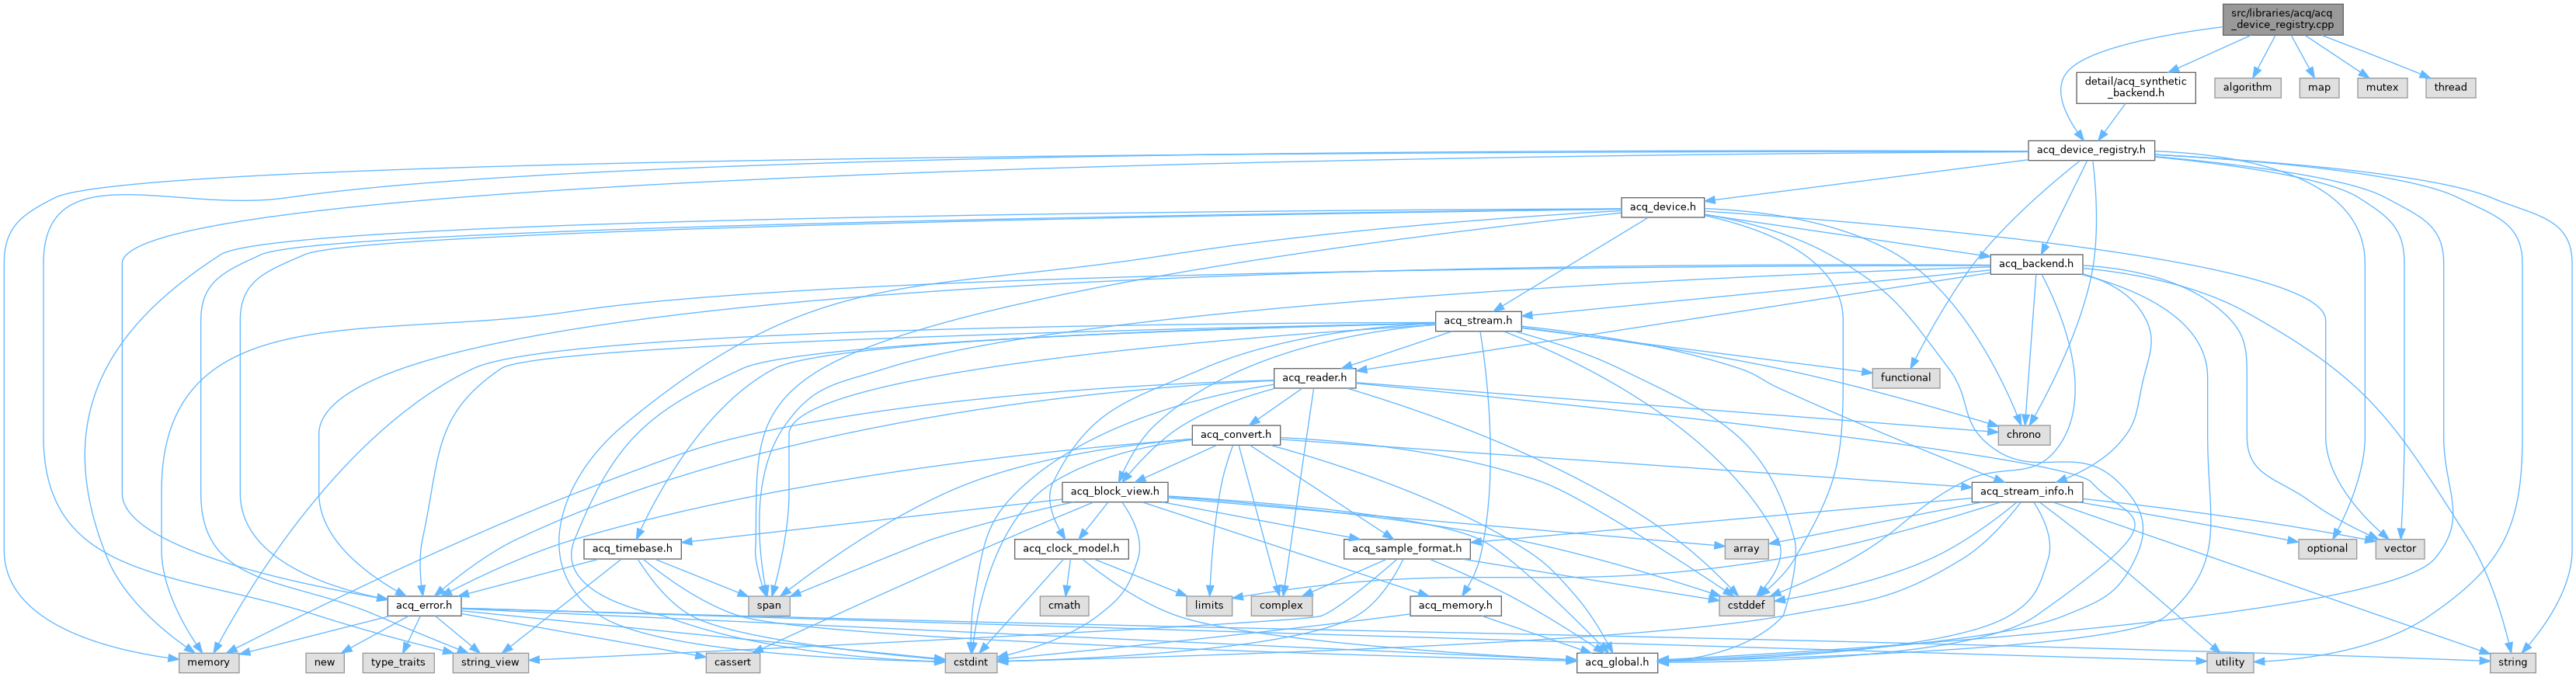 src/libraries/acq/acq
_device_registry.cpp
detail/acq_synthetic
_backend.h
algorithm
map
mutex
thread
acq_device_registry.h
acq_device.h
acq_backend.h
acq_stream.h
acq_reader.h
functional
acq_convert.h
chrono
acq_block_view.h
acq_stream_info.h
acq_timebase.h
acq_clock_model.h
acq_sample_format.h
array
optional
vector
acq_error.h
span
cmath
limits
complex
acq_memory.h
cstddef
memory
new
type_traits
string_view
cassert
cstdint
acq_global.h
utility
string